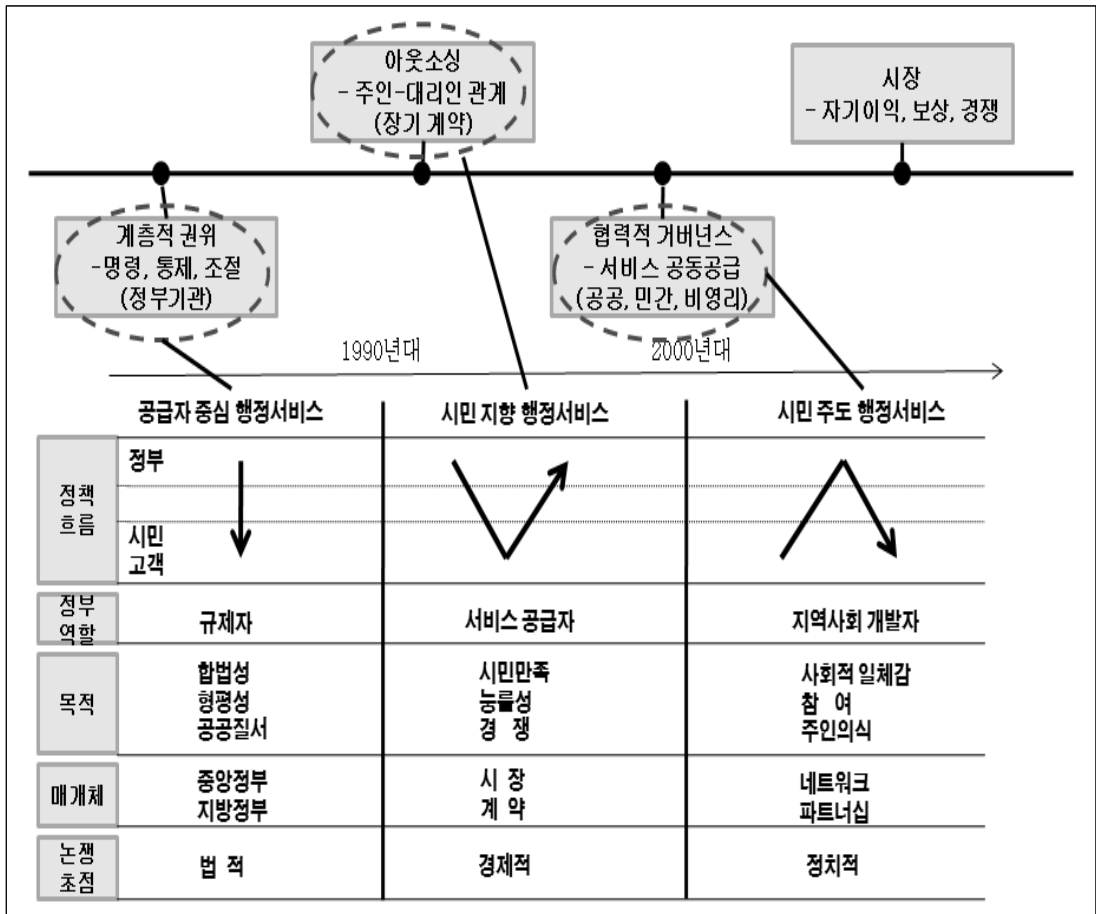 아웃소싱
- 주인-대리인 관계
(장기 계약)
시장
- 자기이익, 보상, 경쟁
계층적 권위
-명령, 통제, 조절
(정부기관)
협력적 거버넌스
- 서비스 공동공급
(공공, 민간, 비영리)
1990년대
2000년대
공급자 중심 행정서비스
시민 지향 행정서비스
시민 주도 행정서비스
정책
흐름
정부
시민
고객
정부
역할
규제자
서비스 공급자
지역사회 개발자
목적
합법성
형평성
공공질서
시민만족
능률성
경 쟁
사회적 일체감
참 여
주인의식
매개체
중앙정부
지방정부
시 장
계 약
네트워크
파트너십
논쟁
초점
법 적
경제적
정치적